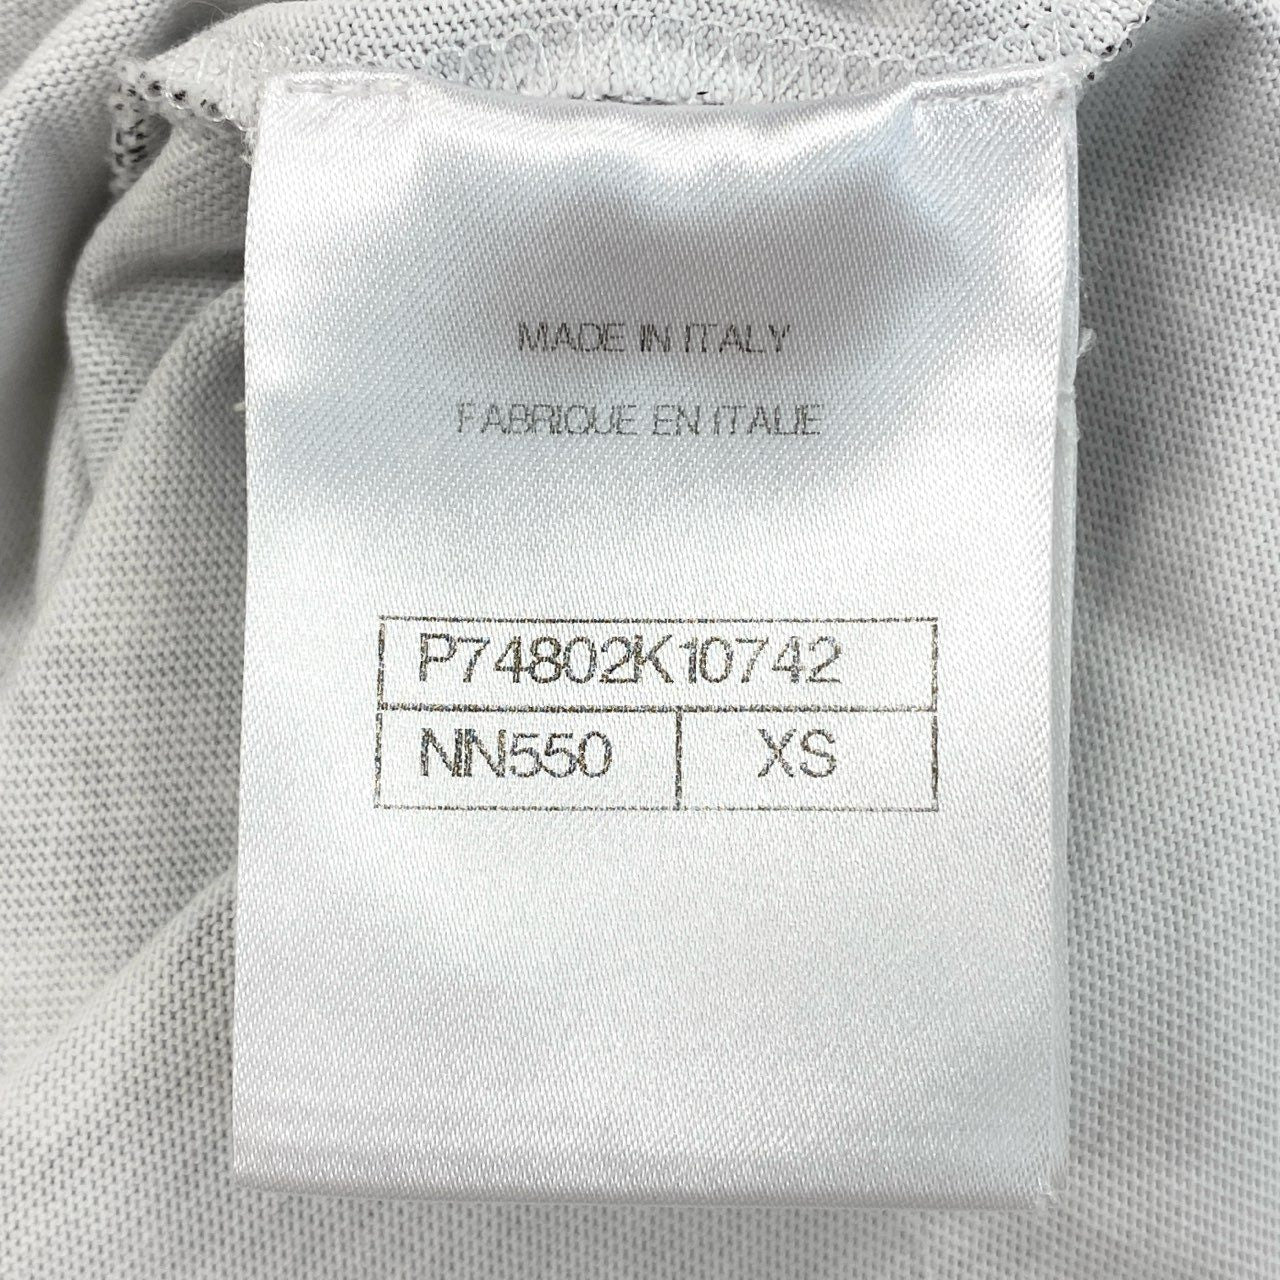 MADE IN ITALY
FABRIQUE EN ITALIE
P74802K10742
NN550 XS